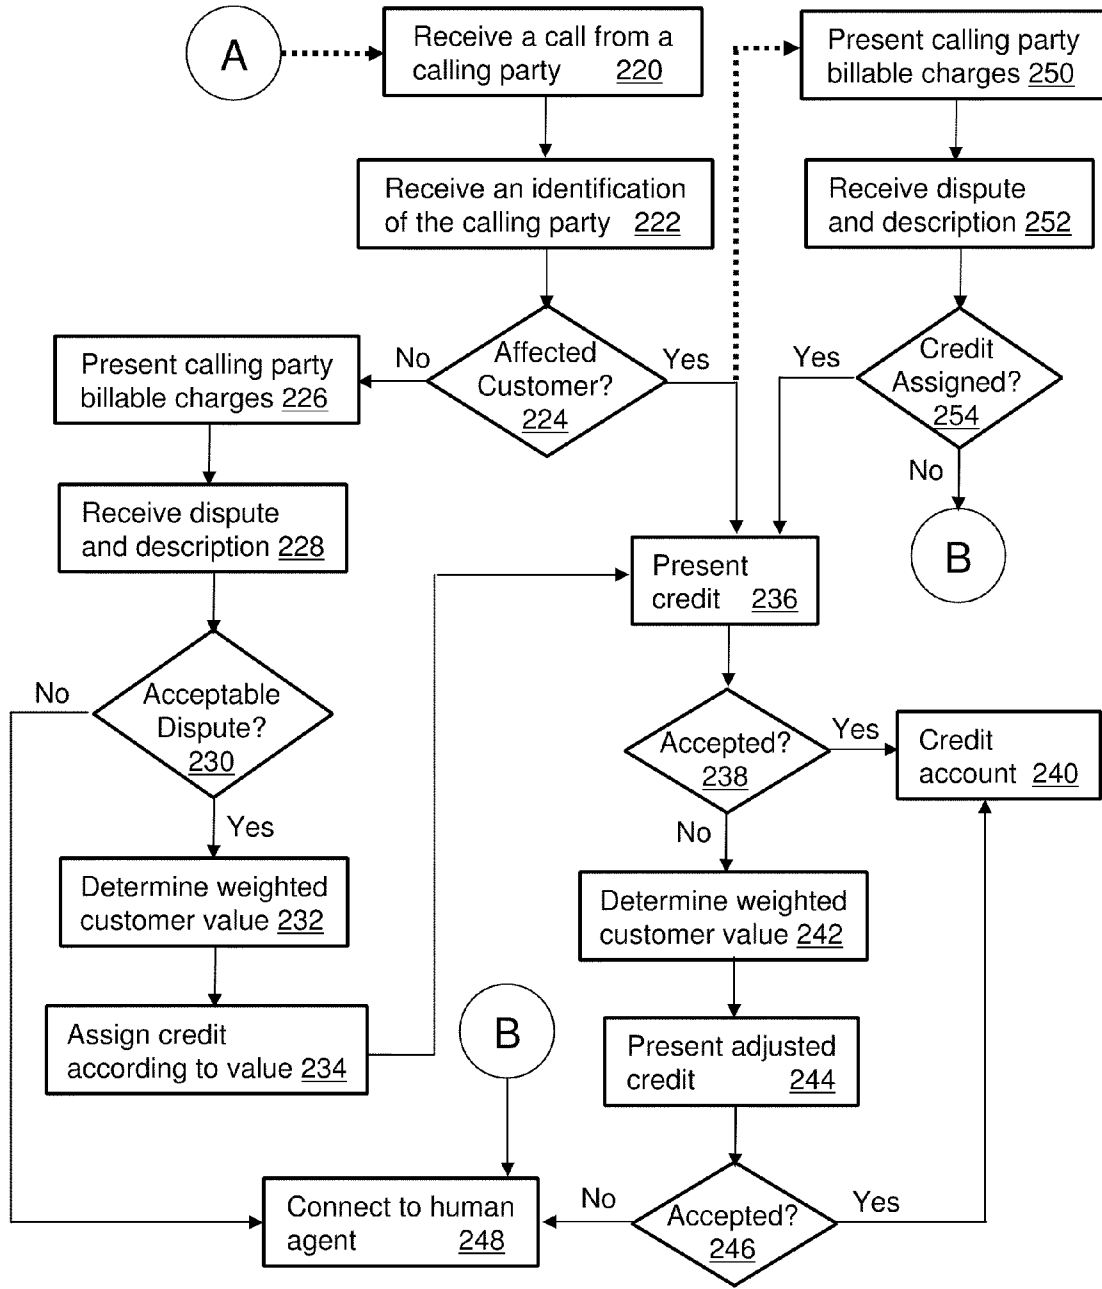 A
Receive a call from a
calling party 220
Present calling party
billable charges 250
Receive an identification
of the calling party 222
Receive dispute
and description 252
Affected
Customer?
224
No
Yes
Present calling party
billable charges 226
Credit
Assigned?
254
Yes
No
B
Receive dispute
and description 228
Present
credit 236
Acceptable
Dispute?
230
No
Yes
Accepted?
238
Yes
No
Credit
account 240
Determine weighted
customer value 232
Determine weighted
customer value 242
Assign credit
according to value 234
B
Present adjusted
credit 244
Connect to human
agent 248
No
Accepted?
246
Yes